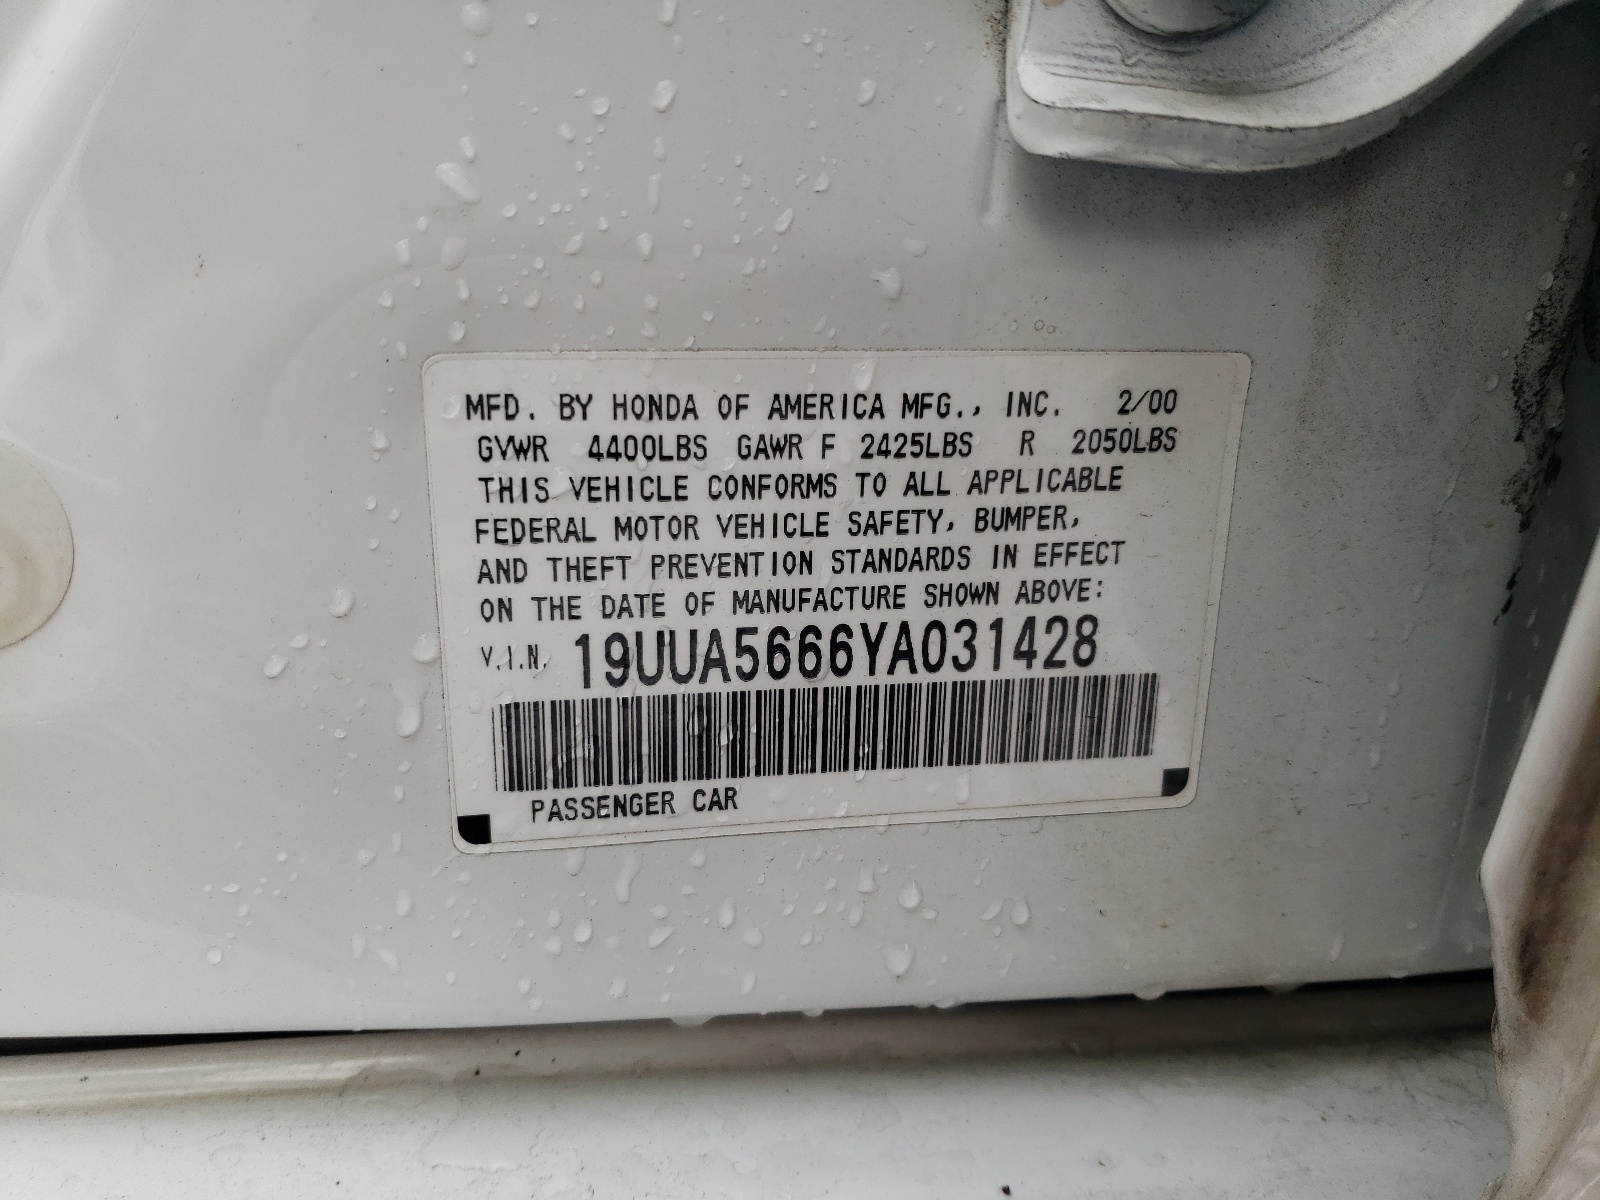 MFD. BY HONDA OF AMERICA MFG., INC. 2/00
GVWR 4400LBS GAWR F 2425LBS R 2050LBS
THIS VEHICLE CONFORMS TO ALL APPLICABLE
FEDERAL MOTOR VEHICLE SAFETY, BUMPER,
AND THEFT PREVENTION STANDARDS IN EFFECT
ON THE DATE OF MANUFACTURE SHOWN ABOVE:
V.I.N. 19UUA5666YA031428
PASSENGER CAR